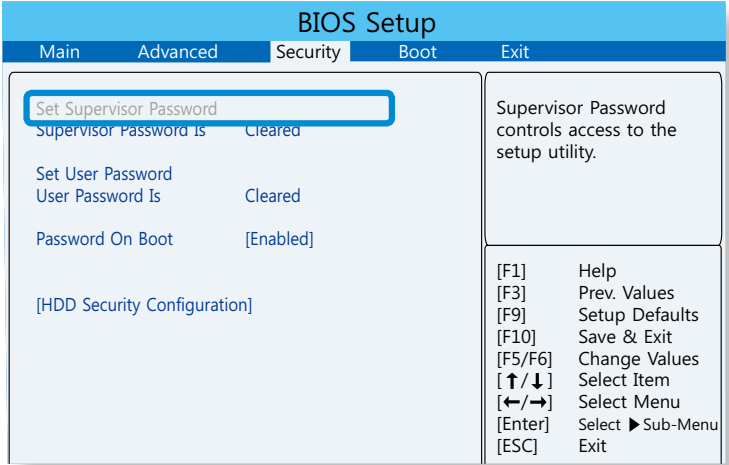 BIOS Setup
Main Advanced Security Boot Exit
Set Supervisor Password
Supervisor Password Is Cleared
Set User Password
User Password Is Cleared
Password On Boot [Enabled]
[HDD Security Configuration]
Supervisor Password
controls access to the
setup utility.
[F1] Help
[F3] Prev. Values
[F9] Setup Defaults
[F10] Save & Exit
[F5/F6] Change Values
[↑/↓] Select Item
[←/→] Select Menu
[Enter] Select ▶Sub-Menu
[ESC] Exit